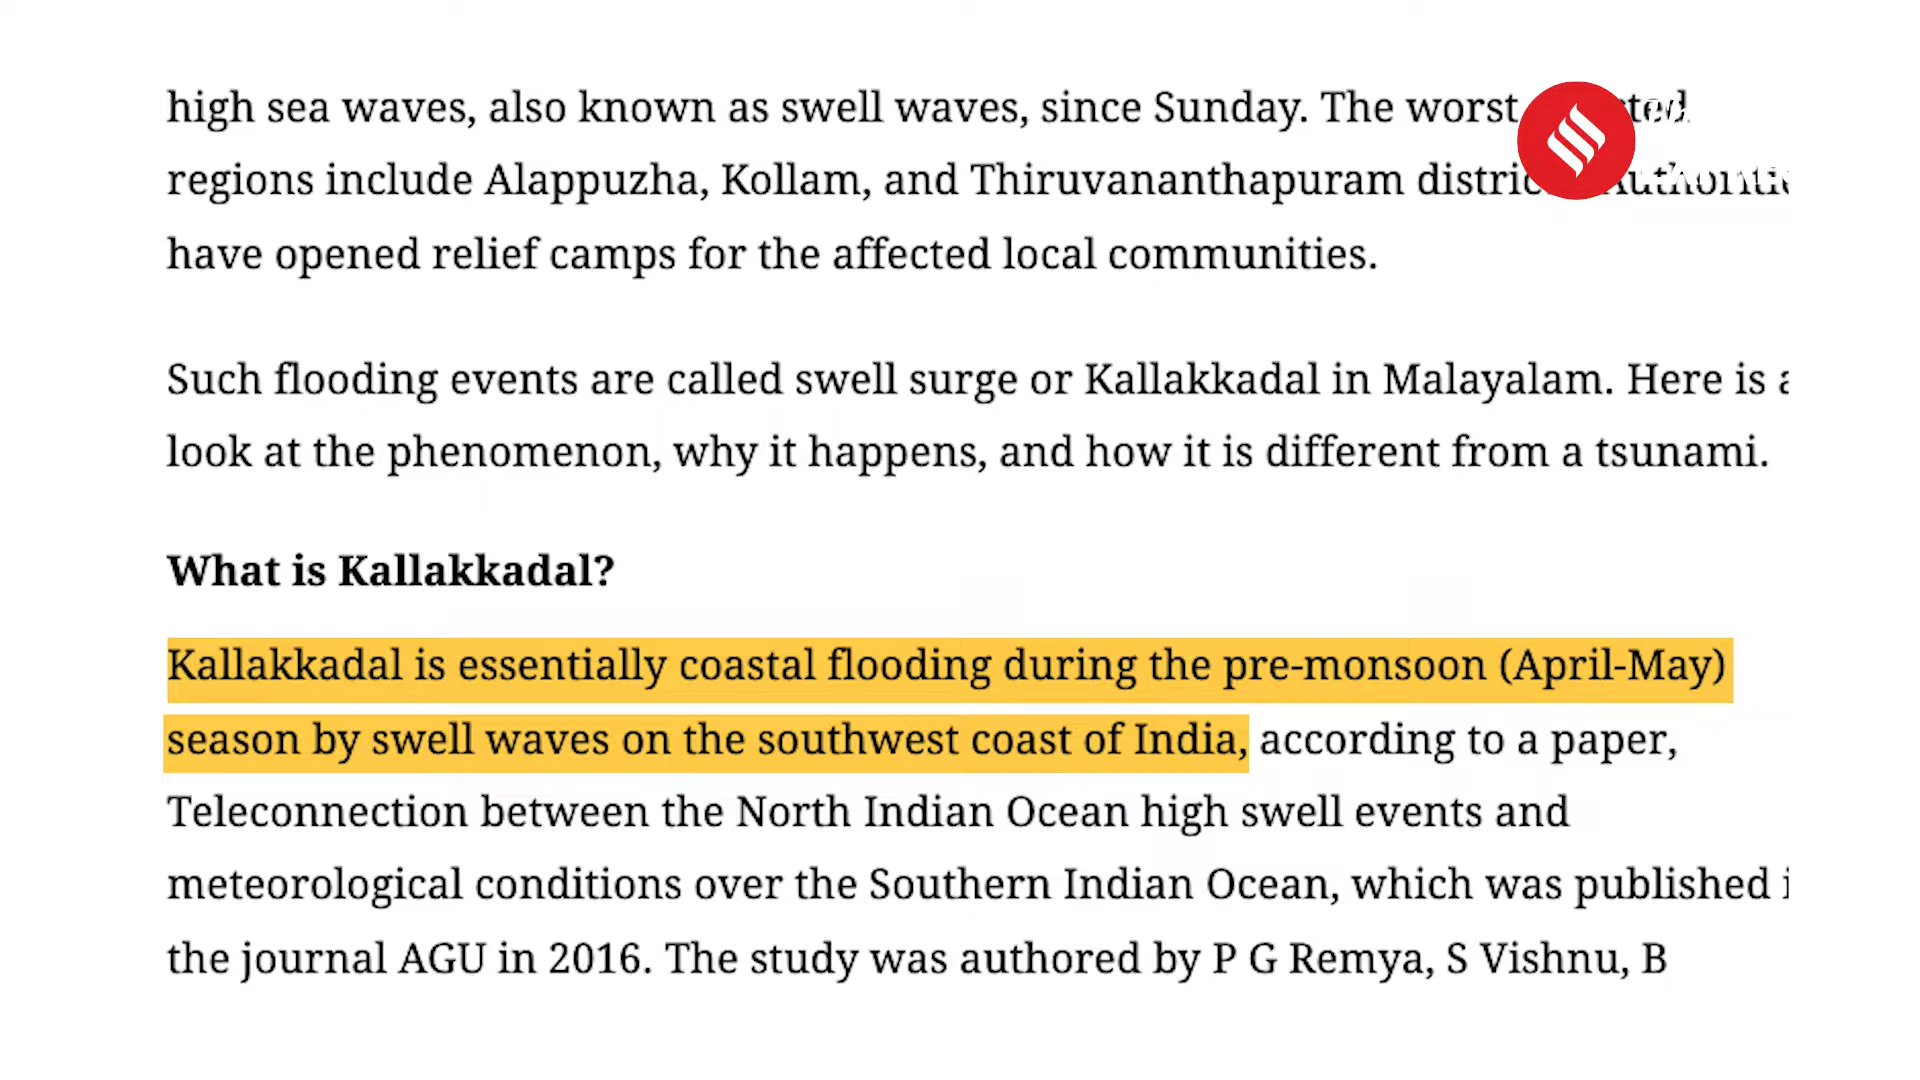 high sea waves, also known as swell waves, since Sunday. The worst
regions include Alappuzha, Kollam, and Thiruvananthapuram
have opened relief camps for the affected local communities.
Such flooding events are called swell surge or Kallakkadal in Malayalam. Here is a
look at the phenomenon, why it happens, and how it is different from a tsunami.
What is Kallakkadal?
Kallakkadal is essentially coastal flooding during the pre-monsoon (April-May)
season by swell waves on the southwest coast of India, according to a paper,
Teleconnection between the North Indian Ocean high swell events and
meteorological conditions over the Southern Indian Ocean, which was published
the journal AGU in 2016. The study was authored by P G Remya, S Vishnu, B